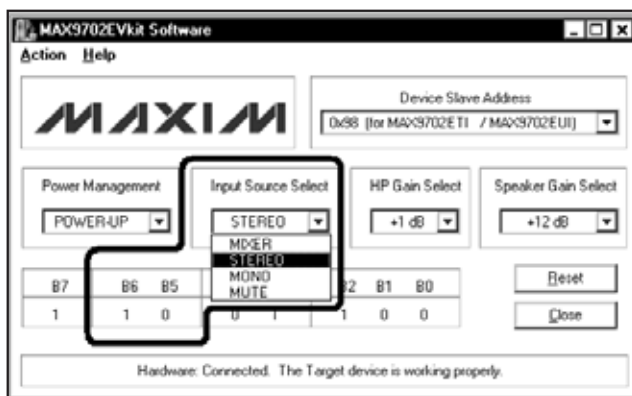 MAX9702EVkit Software
Action Help
MAXIM
Device Slave Address
0x98 (for MAX9702ETI / MAX9702EUI)
Power Management
POWER-UP
Input Source Select
STEREO
MIXER
STEREO
MONO
MUTE
HP Gain Select
+1 dB
Speaker Gain Select
+12 dB
B7 B6 B5 B2 B1 B0
1 1 0 0 1 1 0 0
Reset
Close
Hardware: Connected. The Target device is working properly.